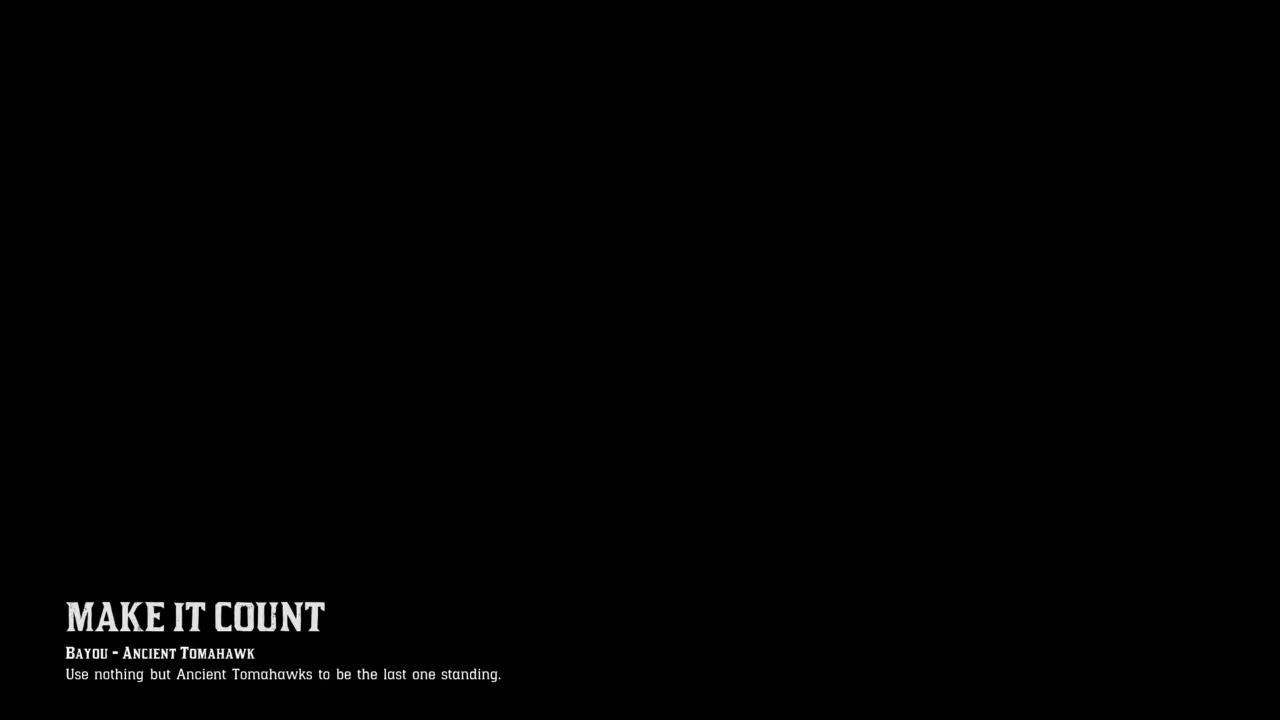 MAKE IT COUNT
Bayou - Ancient Tomahawk
Use nothing but Ancient Tomahawks to be the last one standing.